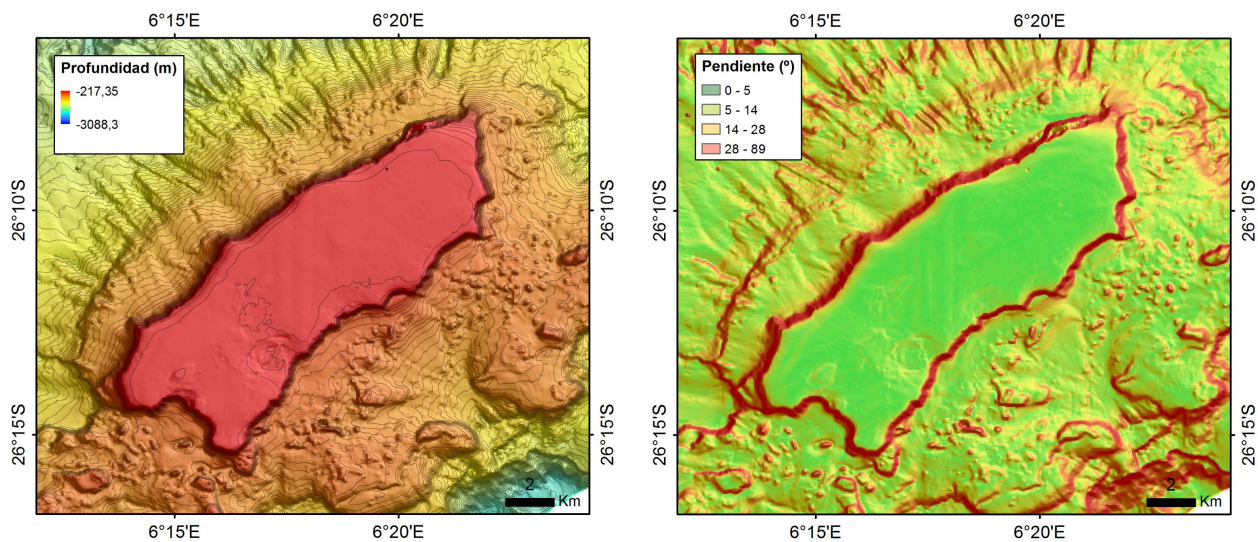 6°15'E 6°20'E
Profundidad (m)
-217,35
-3088,3
26°10'S
26°10'S
26°15'S
26°15'S
2
Km
6°15'E 6°20'E
6°15'E 6°20'E
Pendiente (º)
0 - 5
5 - 14
14 - 28
28 - 89
26°10'S
26°10'S
26°15'S
26°15'S
2
Km
6°15'E 6°20'E